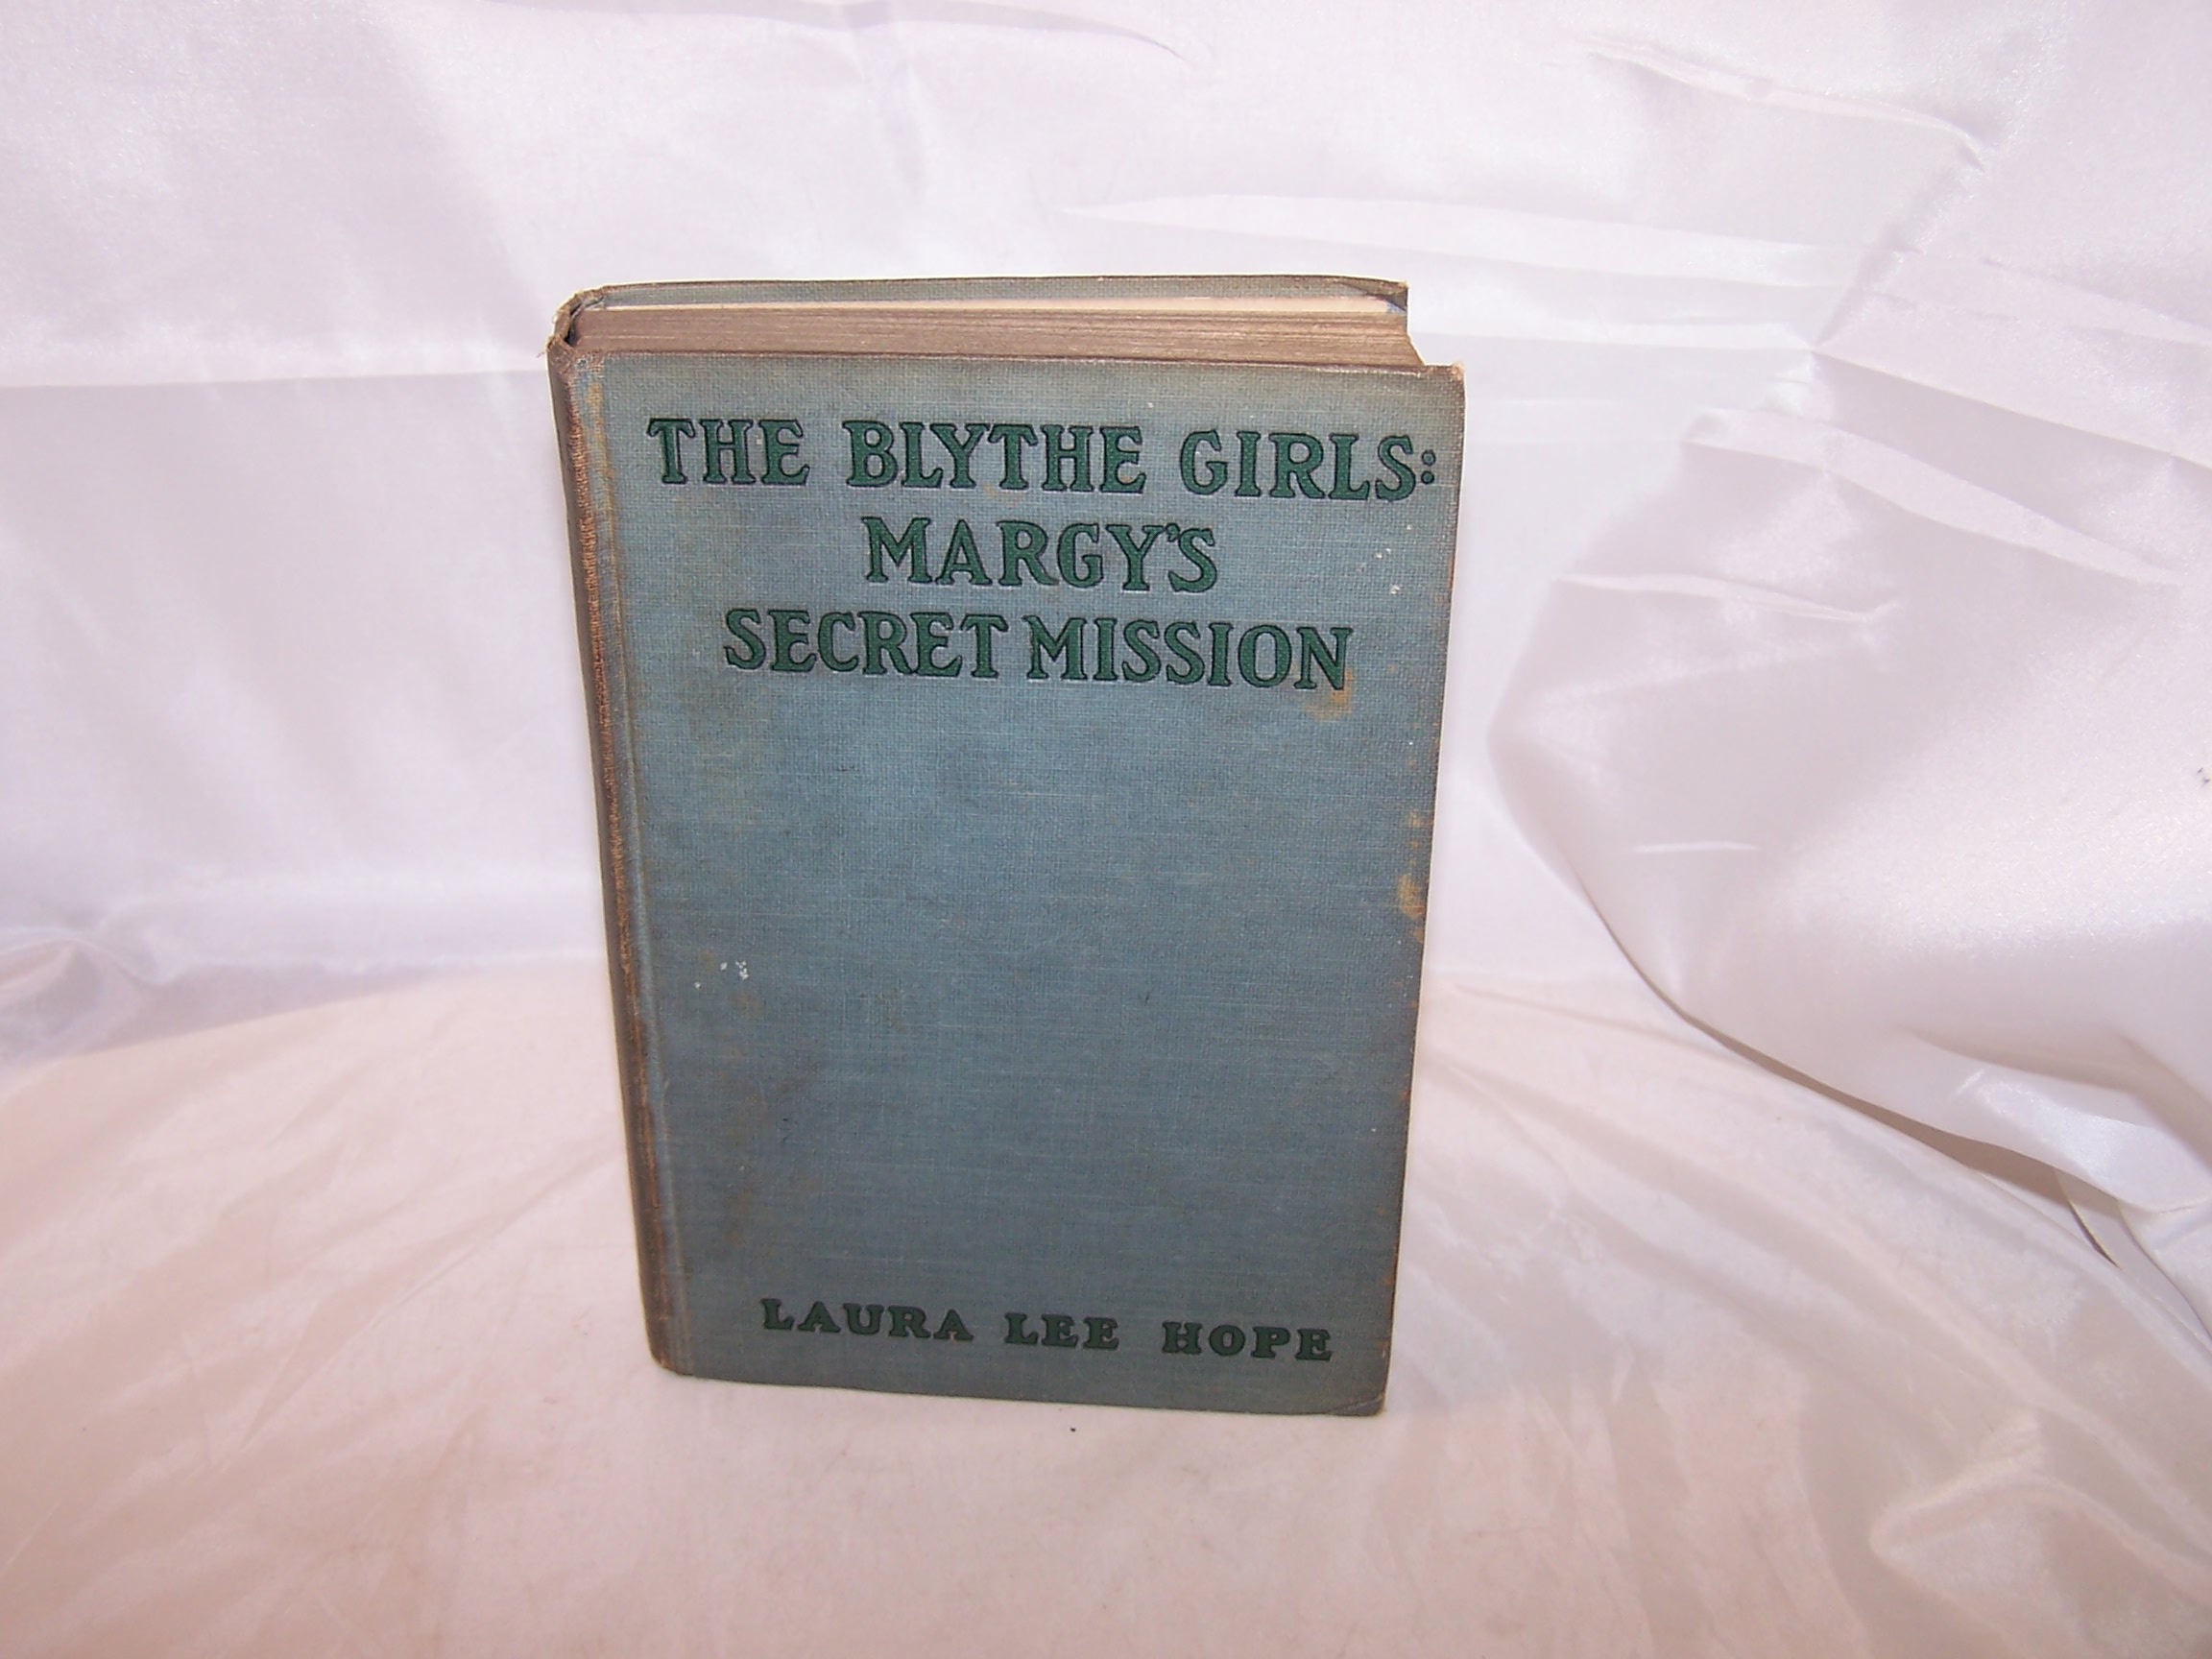 THE BLYTHE GIRLS:
MARGY'S
SECRET MISSION
LAURA LEE HOPE